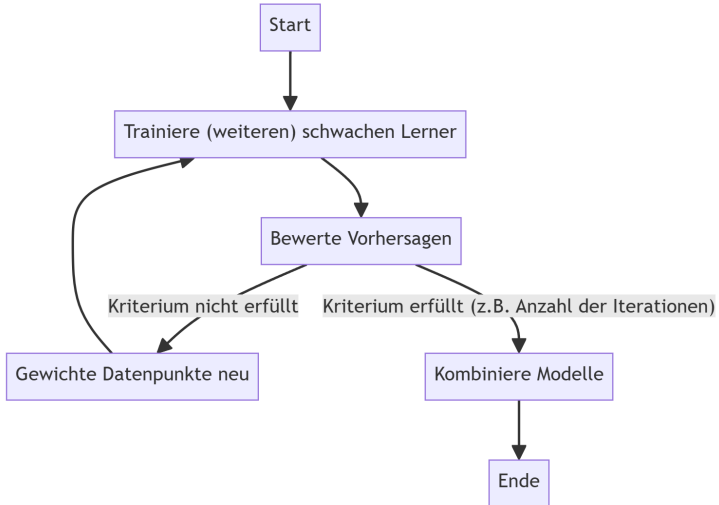 Start
Trainiere (weiteren) schwachen Lerner
Bewerte Vorhersagen
Kriterium nicht erfüllt
Kriterium erfüllt (z.B. Anzahl der Iterationen)
Gewichte Datenpunkte neu
Kombiniere Modelle
Ende